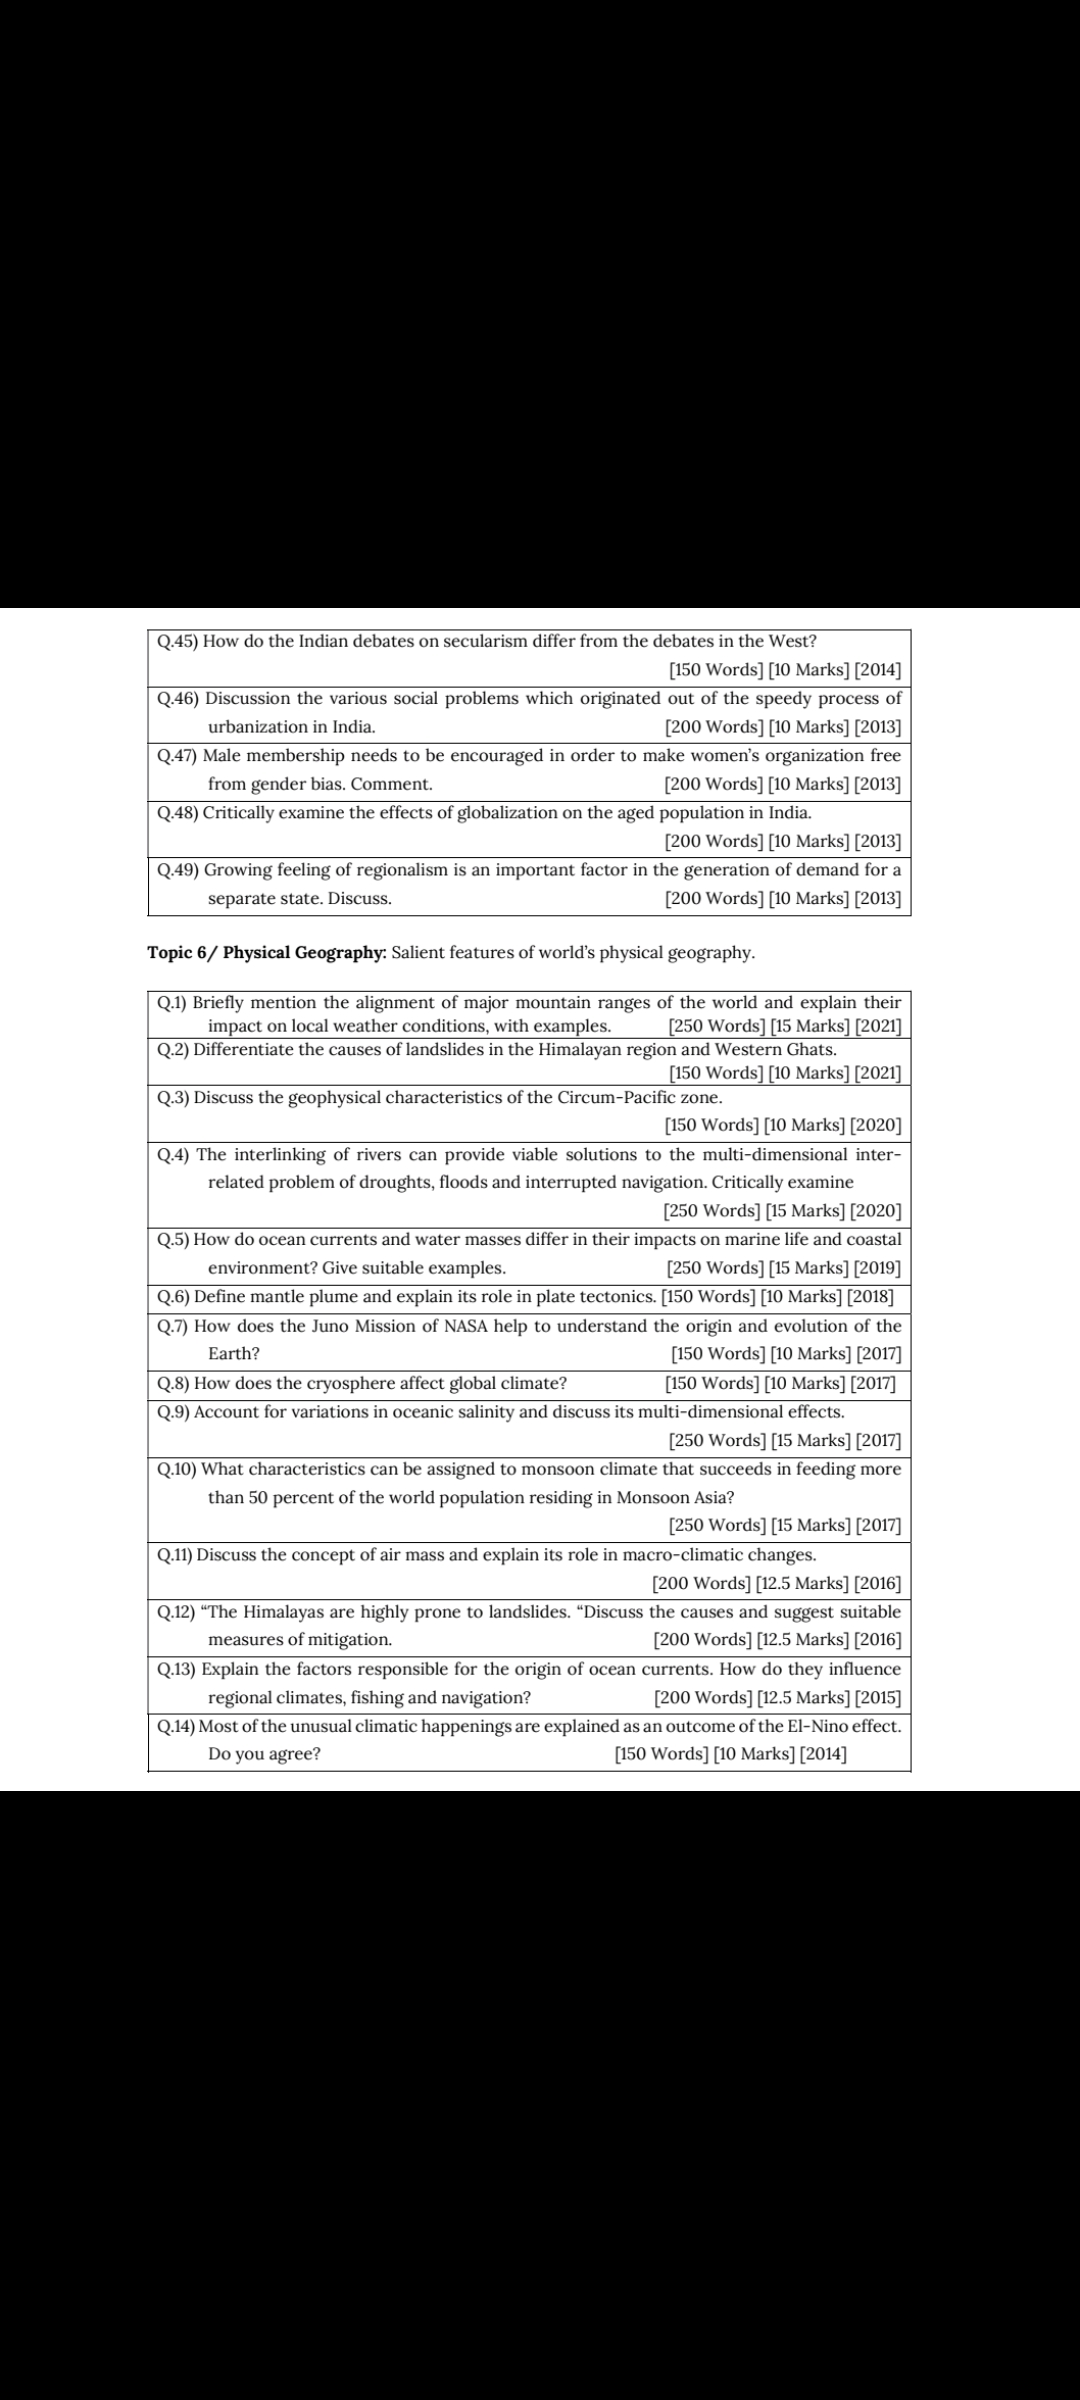 Q.45) How do the Indian debates on secularism differ from the debates in the West?
[150 Words] [10 Marks] [2014]
Q.46) Discussion the various social problems which originated out of the speedy process of
urbanization in India. [200 Words] [10 Marks] [2013]
Q.47) Male membership needs to be encouraged in order to make women's organization free
from gender bias. Comment. [200 Words] [10 Marks] [2013]
Q.48) Critically examine the effects of globalization on the aged population in India.
[200 Words] [10 Marks] [2013]
Q.49) Growing feeling of regionalism is an important factor in the generation of demand for a
separate state. Discuss. [200 Words] [10 Marks] [2013]
Topic 6/ Physical Geography: Salient features of world's physical geography.
Q.1) Briefly mention the alignment of major mountain ranges of the world and explain their
impact on local weather conditions, with examples. [250 Words] [15 Marks] [2021]
Q.2) Differentiate the causes of landslides in the Himalayan region and Western Ghats.
[150 Words] [10 Marks] [2021]
Q.3) Discuss the geophysical characteristics of the Circum-Pacific zone.
[150 Words] [10 Marks] [2020]
Q.4) The interlinking of rivers can provide viable solutions to the multi-dimensional inter-
related problem of droughts, floods and interrupted navigation. Critically examine
[250 Words] [15 Marks] [2020]
Q.5) How do ocean currents and water masses differ in their impacts on marine life and coastal
environment? Give suitable examples. [250 Words] [15 Marks] [2019]
Q.6) Define mantle plume and explain its role in plate tectonics. [150 Words] [10 Marks] [2018]
Q.7) How does the Juno Mission of NASA help to understand the origin and evolution of the
Earth? [150 Words] [10 Marks] [2017]
Q.8) How does the cryosphere affect global climate? [150 Words] [10 Marks] [2017]
Q.9) Account for variations in oceanic salinity and discuss its multi-dimensional effects.
[250 Words] [15 Marks] [2017]
Q.10) What characteristics can be assigned to monsoon climate that succeeds in feeding more
than 50 percent of the world population residing in Monsoon Asia?
[250 Words] [15 Marks] [2017]
Q.11) Discuss the concept of air mass and explain its role in macro-climatic changes.
[200 Words] [12.5 Marks] [2016]
Q.12) “The Himalayas are highly prone to landslides. “Discuss the causes and suggest suitable
measures of mitigation. [200 Words] [12.5 Marks] [2016]
Q.13) Explain the factors responsible for the origin of ocean currents. How do they influence
regional climates, fishing and navigation? [200 Words] [12.5 Marks] [2015]
Q.14) Most of the unusual climatic happenings are explained as an outcome of the El-Nino effect.
Do you agree? [150 Words] [10 Marks] [2014]